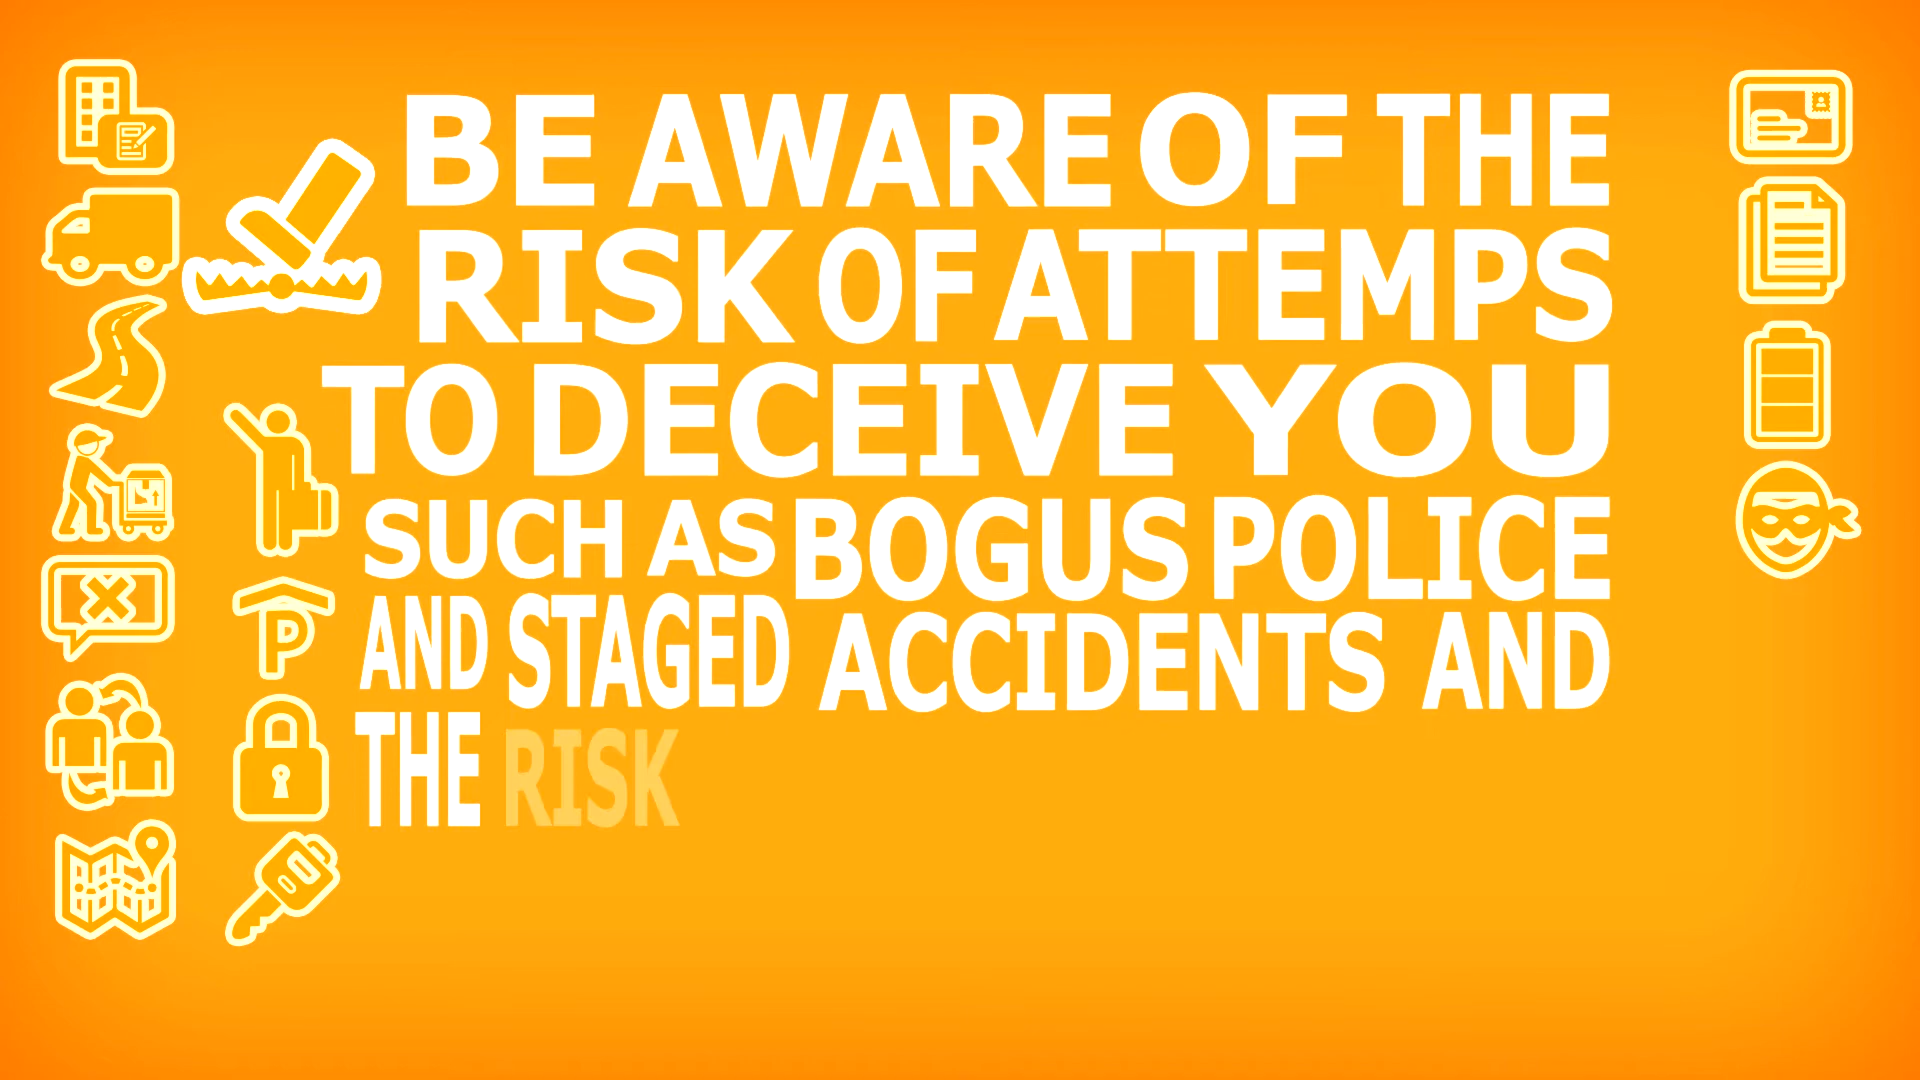 BE AWARE OF THE
RISK OF ATTEMPS
TO DECEIVE YOU
SUCH AS BOGUS POLICE
AND STAGED ACCIDENTS AND
THE RISK
P